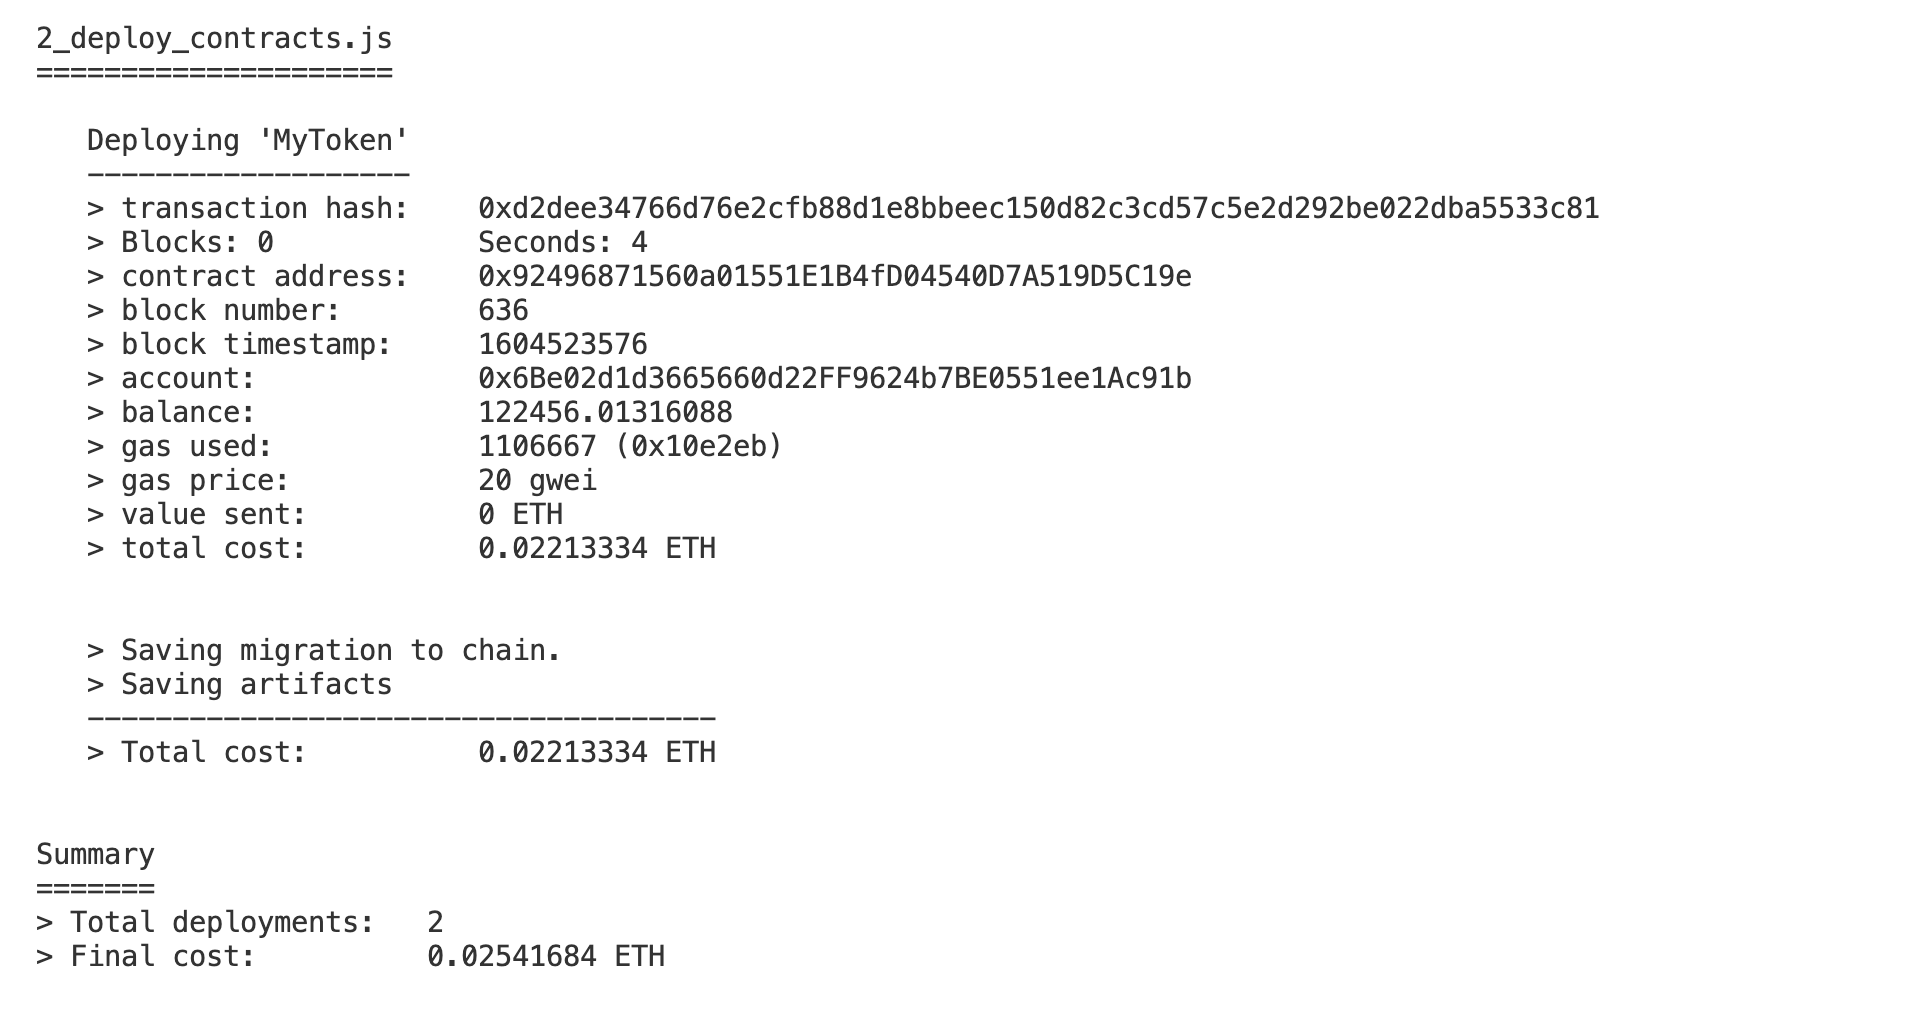 2_deploy_contracts.js
=====================
Deploying 'MyToken'
-------------------
> transaction hash:    0xd2dee34766d76e2cfb88d1e8bbeec150d82c3cd57c5e2d292be022dba5533c81
> Blocks: 0            Seconds: 4
> contract address:    0x92496871560a01551E1B4fD04540D7A519D5C19e
> block number:        636
> block timestamp:     1604523576
> account:             0x6Be02d1d3665660d22FF9624b7BE0551ee1Ac91b
> balance:             122456.01316088
> gas used:            1106667 (0x10e2eb)
> gas price:           20 gwei
> value sent:          0 ETH
> total cost:          0.02213334 ETH
> Saving migration to chain.
> Saving artifacts
-------------------------------------
> Total cost:          0.02213334 ETH
Summary
=======
> Total deployments:   2
> Final cost:          0.02541684 ETH